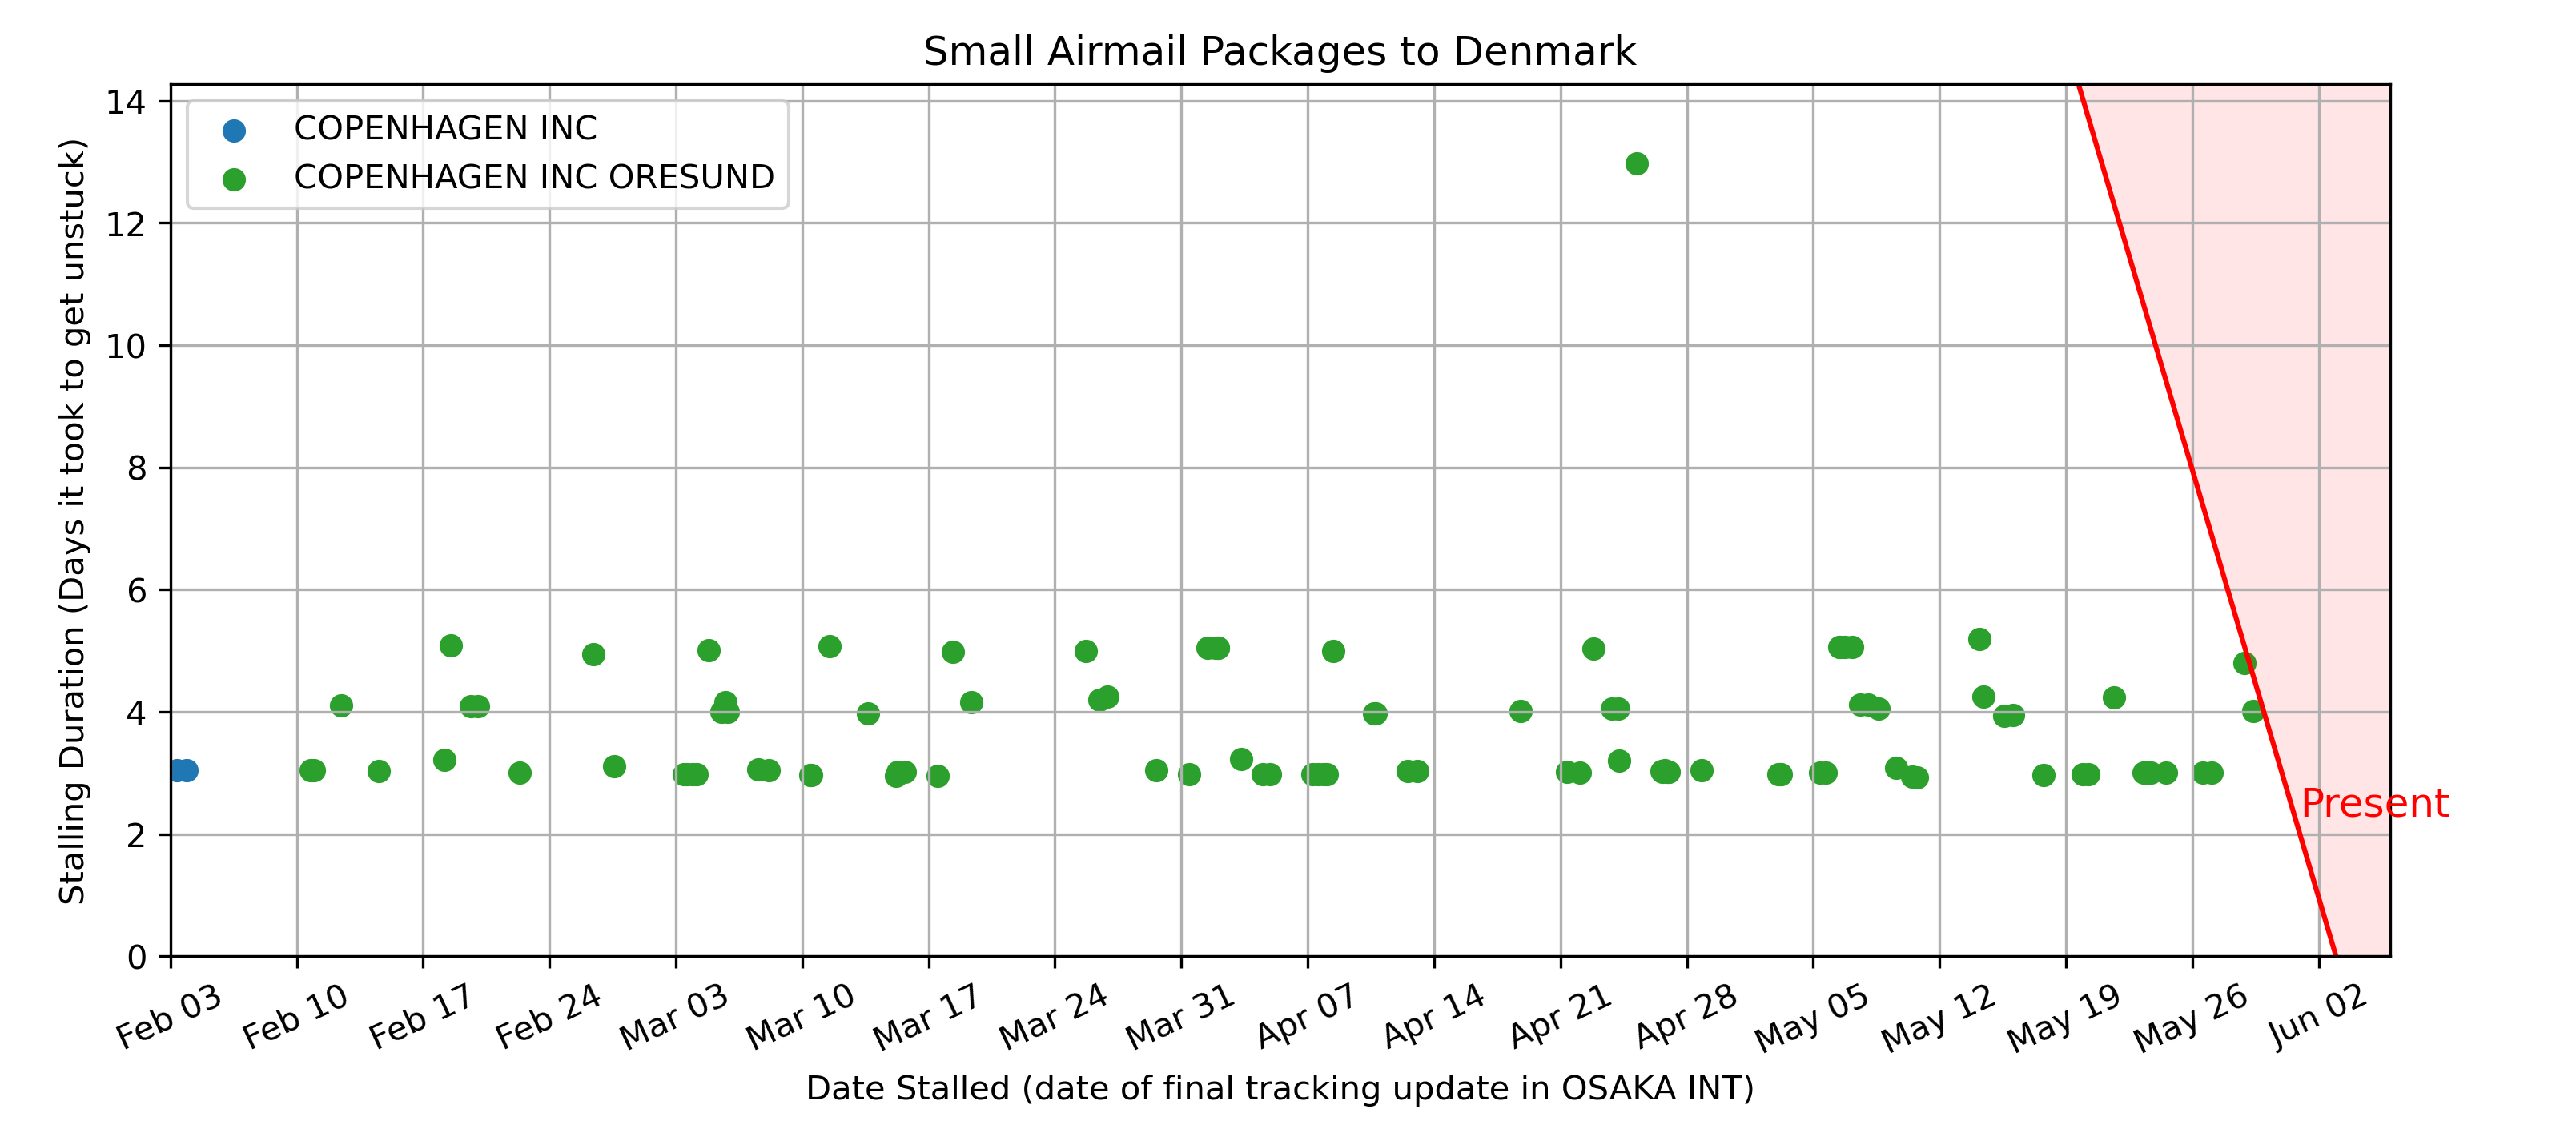 Small Airmail Packages to Denmark
COPENHAGEN INC
COPENHAGEN INC ORESUND
Stalling Duration (Days it took to get unstuck)
14
12
10
8
6
4
2
0
Present
Feb 03
Feb 10
Feb 17
Feb 24
Mar 03
Mar 10
Mar 17
Mar 24
Mar 31
Apr 07
Apr 14
Apr 21
Apr 28
May 05
May 12
May 19
May 26
Jun 02
Date Stalled (date of final tracking update in OSAKA INT)